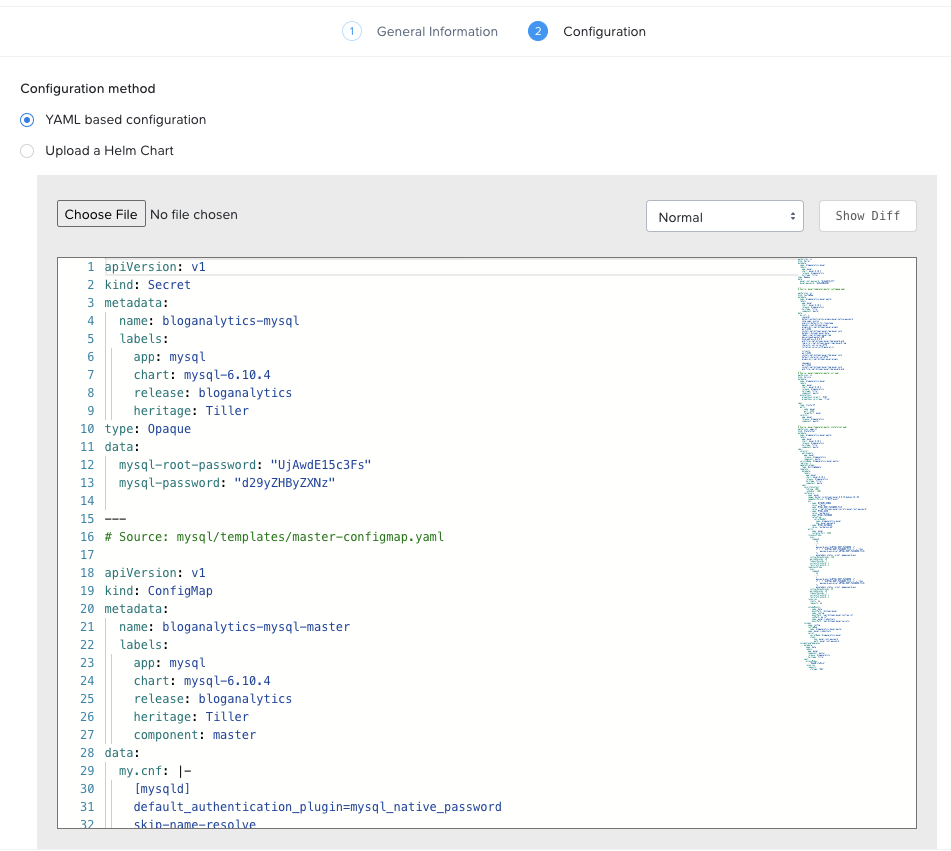 1 General Information 2 Configuration
Configuration method
YAML based configuration
Upload a Helm Chart
Choose File No file chosen Normal Show Diff
1 apiVersion: v1
2 kind: Secret
3 metadata:
4 name: bloganalytics-mysql
5 labels:
6 app: mysql
7 chart: mysql-6.10.4
8 release: bloganalytics
9 heritage: Tiller
10 type: Opaque
11 data:
12 mysql-root-password: "UjAwdE15c3Fs"
13 mysql-password: "d29yZHByZXNz"
14
15 ---
16 # Source: mysql/templates/master-configmap.yaml
17
18 apiVersion: v1
19 kind: ConfigMap
20 metadata:
21 name: bloganalytics-mysql-master
22 labels:
23 app: mysql
24 chart: mysql-6.10.4
25 release: bloganalytics
26 heritage: Tiller
27 component: master
28 data:
29 my.cnf: |-
30 [mysqld]
31 default_authentication_plugin=mysql_native_password
32 skip-name-resolve